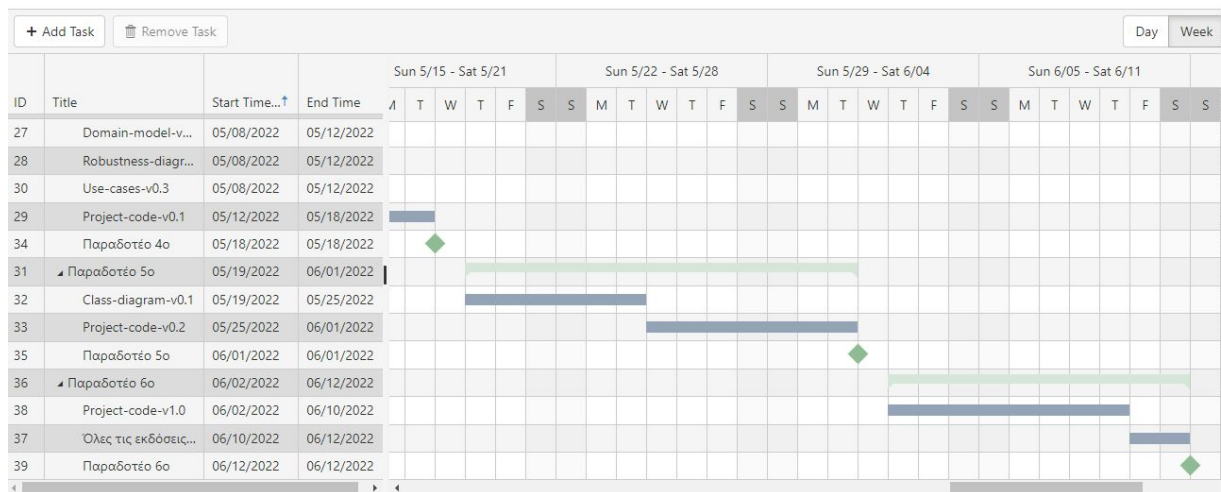 + Add Task Remove Task Day Week
Sun 5/15 - Sat 5/21 Sun 5/22 - Sat 5/28 Sun 5/29 - Sat 6/04 Sun 6/05 - Sat 6/11
ID Title Start Time...↑ End Time M T W T F S S M T W T F S S M T W T F S S M T W T F S S
27 Domain-model-v... 05/08/2022 05/12/2022
28 Robustness-diagr... 05/08/2022 05/12/2022
30 Use-cases-v0.3 05/08/2022 05/12/2022
29 Project-code-v0.1 05/12/2022 05/18/2022
34 Παραδοτέο 4ο 05/18/2022 05/18/2022
31 Παραδοτέο 5ο 05/19/2022 06/01/2022
32 Class-diagram-v0.1 05/19/2022 05/25/2022
33 Project-code-v0.2 05/25/2022 06/01/2022
35 Παραδοτέο 5ο 06/01/2022 06/01/2022
36 Παραδοτέο 6ο 06/02/2022 06/12/2022
38 Project-code-v1.0 06/02/2022 06/10/2022
37 Όλες τις εκδόσεις... 06/10/2022 06/12/2022
39 Παραδοτέο 6ο 06/12/2022 06/12/2022